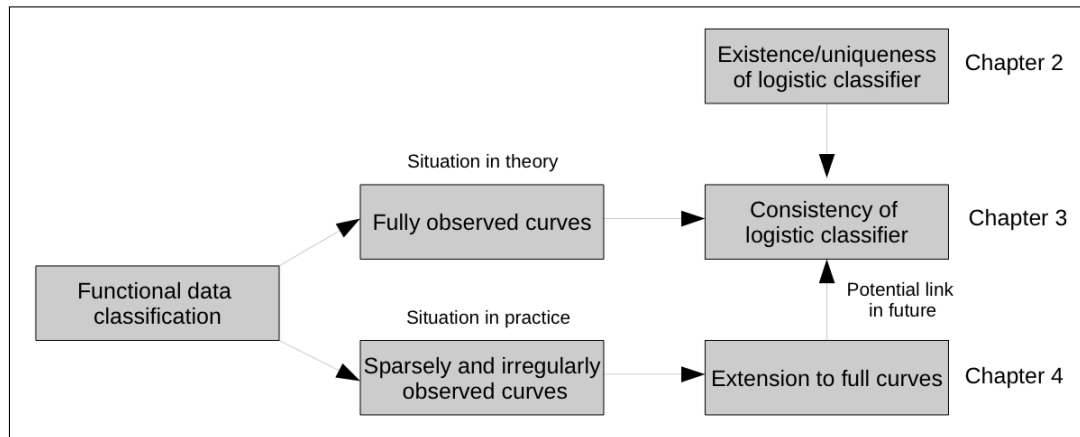 Existence/uniqueness
of logistic classifier
Chapter 2
Situation in theory
Fully observed curves
Consistency of
logistic classifier
Chapter 3
Functional data
classification
Potential link
in future
Situation in practice
Sparsely and irregularly
observed curves
Extension to full curves
Chapter 4